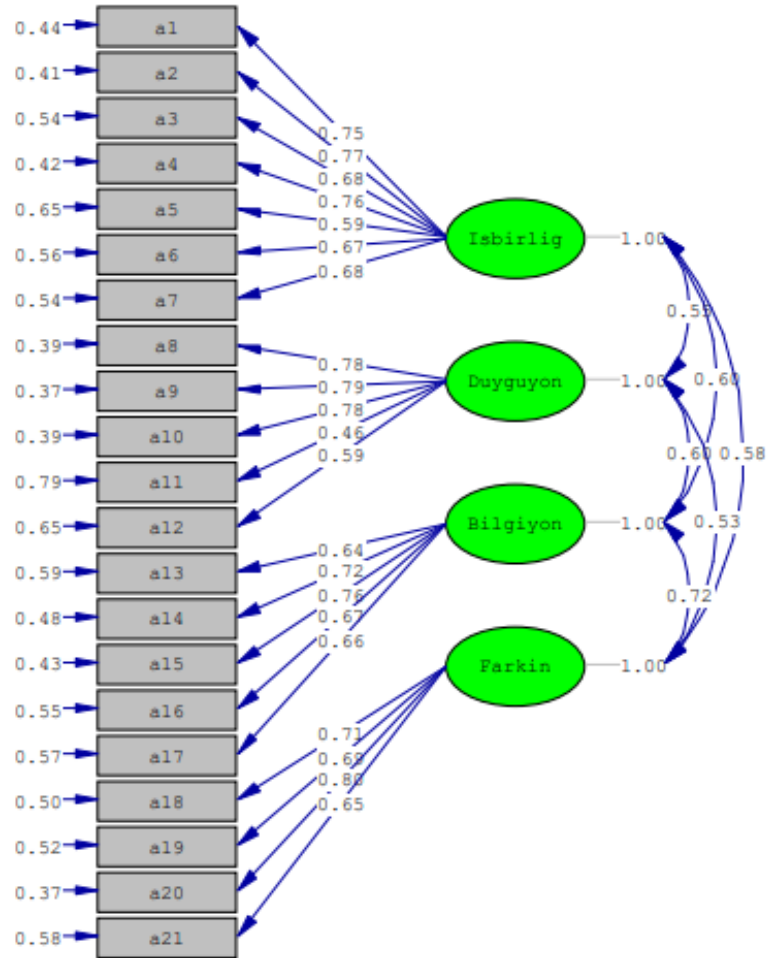 0.44 a1
0.41 a2
0.54 a3
0.42 a4
0.65 a5
0.56 a6
0.54 a7
0.39 a8
0.37 a9
0.39 a10
0.79 a11
0.65 a12
0.59 a13
0.48 a14
0.43 a15
0.55 a16
0.57 a17
0.50 a18
0.52 a19
0.37 a20
0.58 a21
0.75
0.77
0.68
0.76
0.59
0.67
0.68
0.78
0.79
0.78
0.46
0.59
0.64
0.72
0.76
0.67
0.66
0.71
0.69
0.80
0.65
Isbirlig 1.00
Duyguyon 1.00
Bilgiyon 1.00
Farkin 1.00
0.55
0.60
0.60 0.58
0.53
0.72